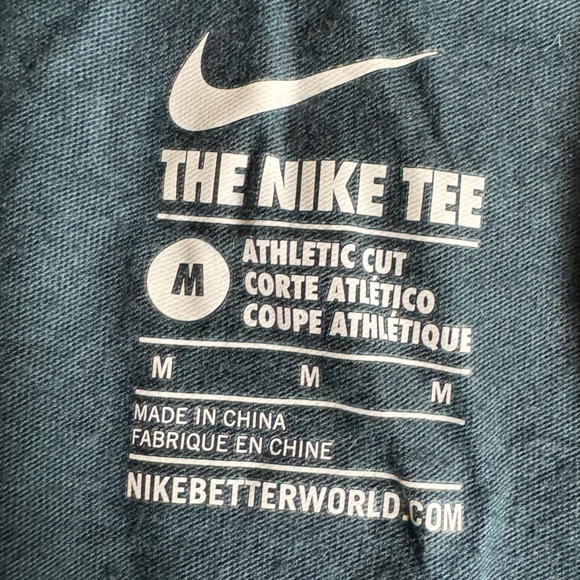 THE NIKE TEE
M
ATHLETIC CUT
CORTE ATLÉTICO
COUPE ATHLÉTIQUE
M M M
MADE IN CHINA
FABRIQUE EN CHINE
NIKEBETTERWORLD.COM